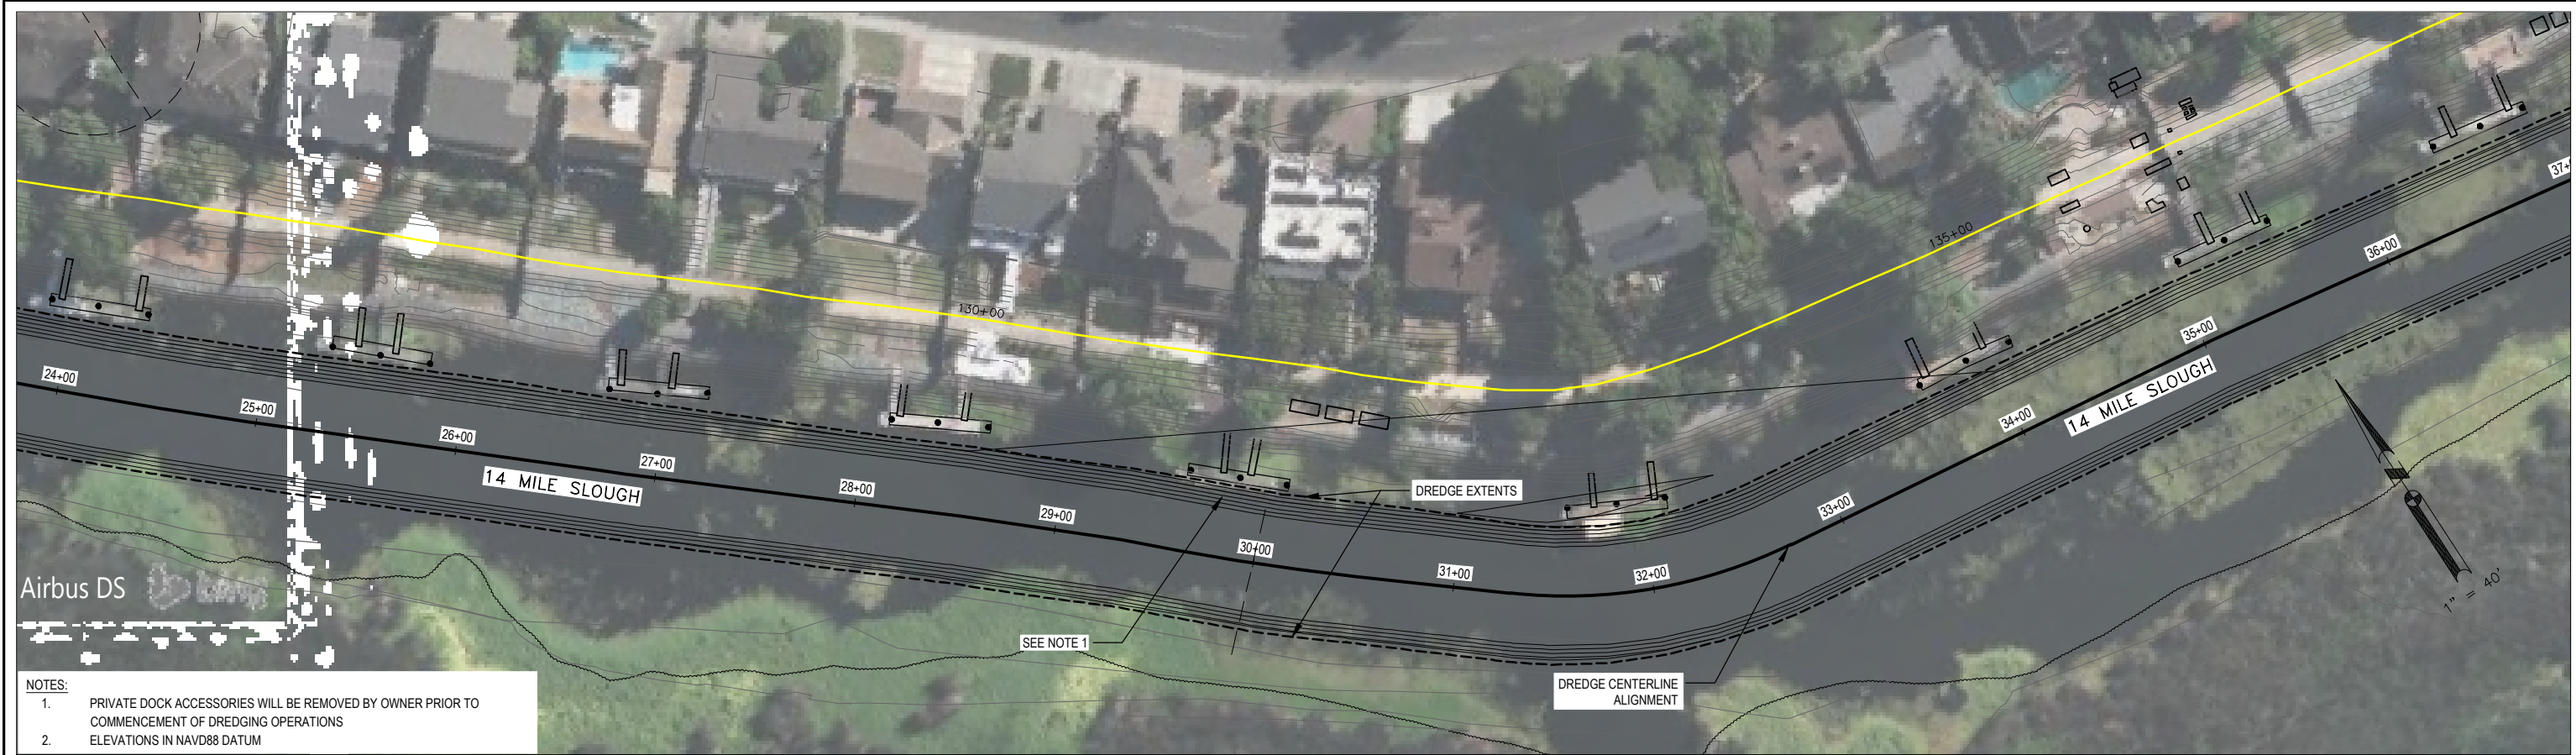 24+00
25+00
26+00
27+00
28+00
29+00
30+00
31+00
32+00
33+00
34+00
35+00
36+00
37+
130+00
135+00
14 MILE SLOUGH
14 MILE SLOUGH
DREDGE EXTENTS
SEE NOTE 1
DREDGE CENTERLINE
ALIGNMENT
1" = 40'
Airbus DS
NOTES:
1. PRIVATE DOCK ACCESSORIES WILL BE REMOVED BY OWNER PRIOR TO
COMMENCEMENT OF DREDGING OPERATIONS
2. ELEVATIONS IN NAVD88 DATUM